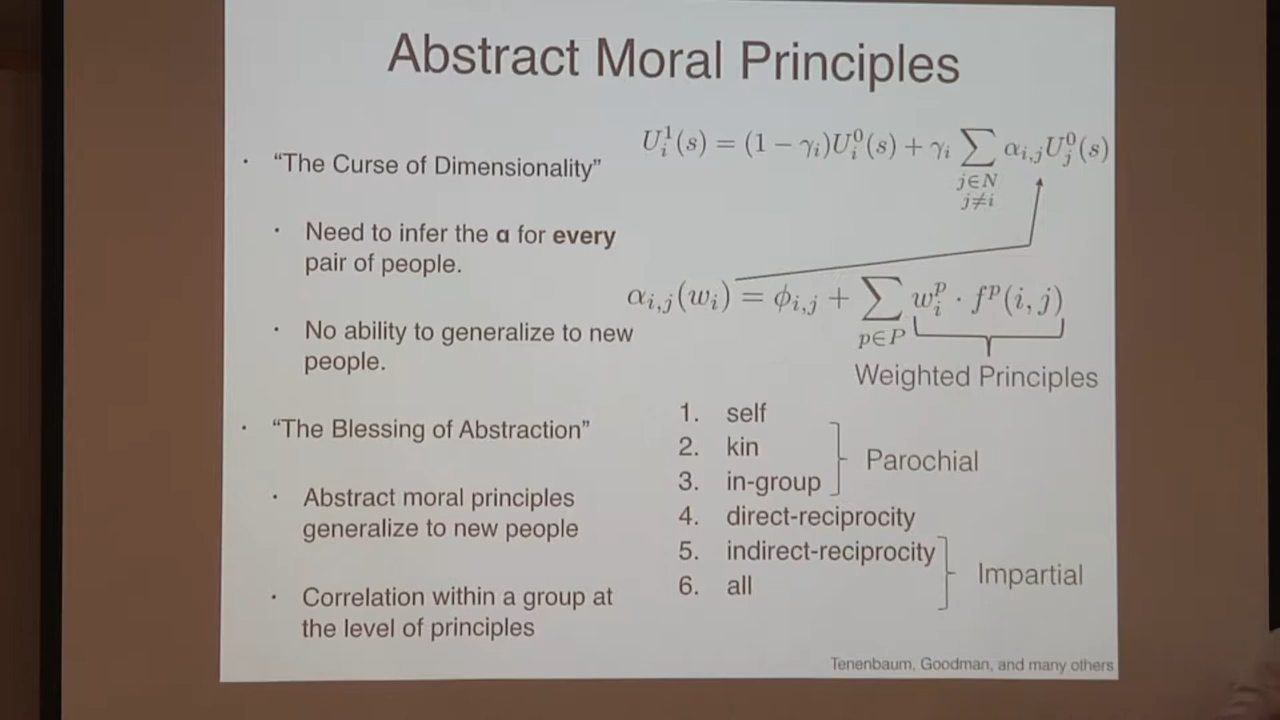 Abstract Moral Principles
· “The Curse of Dimensionality”
· Need to infer the α for every
pair of people.
· No ability to generalize to new
people.
· “The Blessing of Abstraction”
· Abstract moral principles
generalize to new people
· Correlation within a group at
the level of principles
U_i^1(s) = (1 − γ_i)U_i^0(s) + γ_i ∑_{j∈N j≠i} α_{i,j}U_j^0(s)
α_{i,j}(w_i) = ϕ_{i,j} + ∑_{p∈P} w_i^p · f^p(i, j)
Weighted Principles
1. self
2. kin
3. in-group
Parochial
4. direct-reciprocity
5. indirect-reciprocity
6. all
Impartial
Tenenbaum, Goodman, and many others